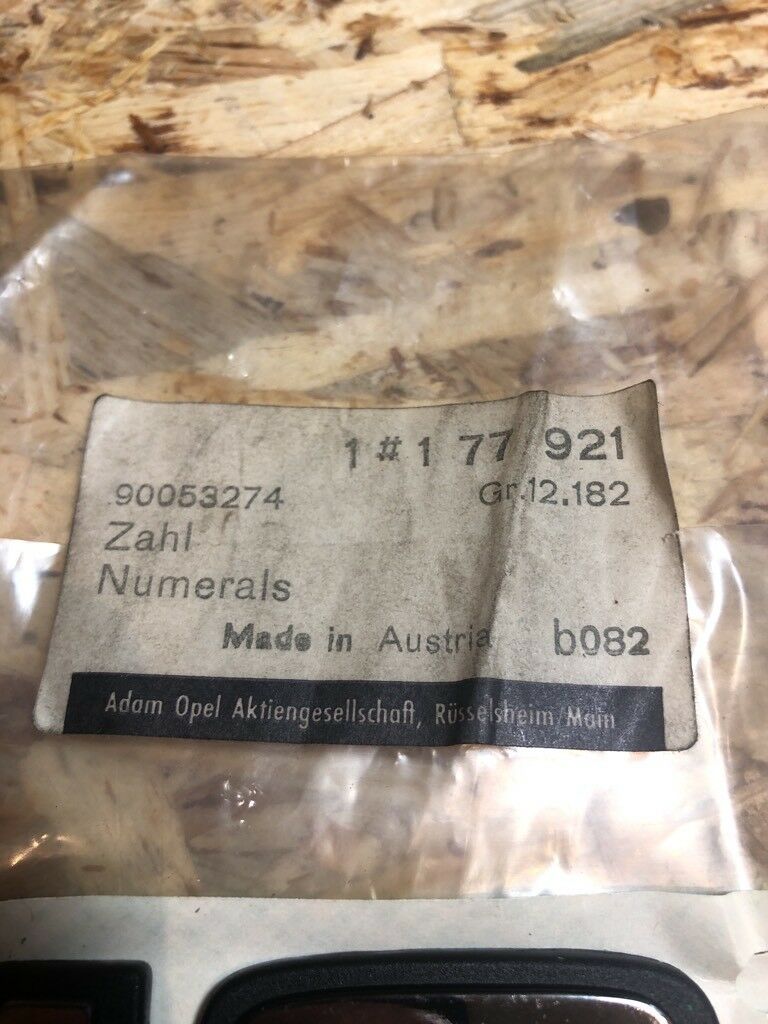 1 # 1 77 921
90053274 Gr.12.182
Zahl
Numerals
Made in Austria b082
Adam Opel Aktiengesellschaft, Rüsselsheim/Main